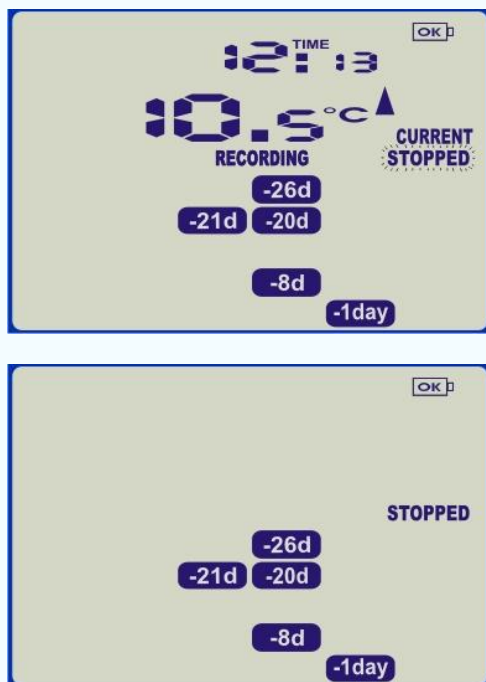 OK
TIME
12:13
10.5°C
CURRENT
RECORDING STOPPED
-26d
-21d -20d
-8d
-1day
OK
STOPPED
-26d
-21d -20d
-8d
-1day